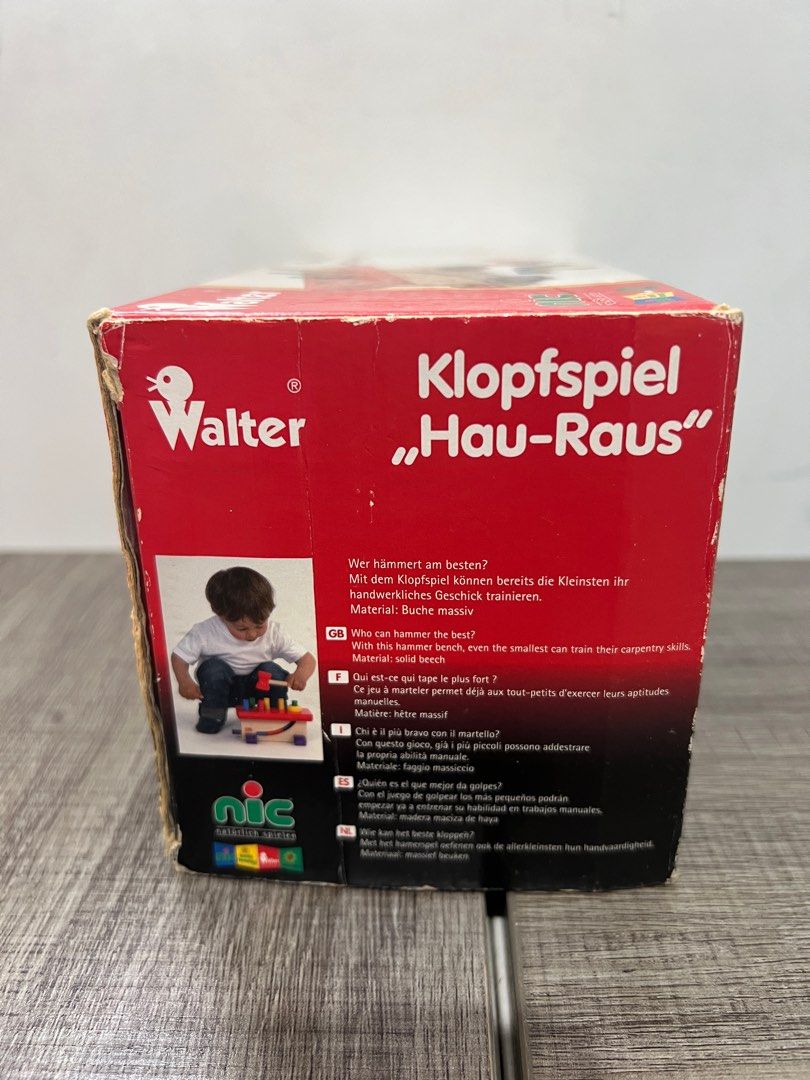 Walter
Walter ®
Klopfspiel
„Hau-Raus“
Wer hämmert am besten?
Mit dem Klopfspiel können bereits die Kleinsten ihr
handwerkliches Geschick trainieren.
Material: Buche massiv
GB Who can hammer the best?
With this hammer bench, even the smallest can train their carpentry skills.
Material: solid beech
F Qui est-ce qui tape le plus fort ?
Ce jeu à marteler permet déjà aux tout-petits d'exercer leurs aptitudes
manuelles.
Matière: hêtre massif
I Chi è il più bravo con il martello?
Con questo gioco, già i più piccoli possono addestrare
la propria abilità manuale.
Materiale: faggio massiccio
ES ¿Quién es el que mejor da golpes?
Con el juego de golpear los más pequeños podrán
empezar ya a entrenar su habilidad en trabajos manuales.
Material: madera maciza de haya
NL Wie kan het beste kloppen?
Met het hamerspel oefenen ook de allerkleinsten hun handvaardigheid.
Materiaal: massief beuken
nic
natürlich spielen
Walter